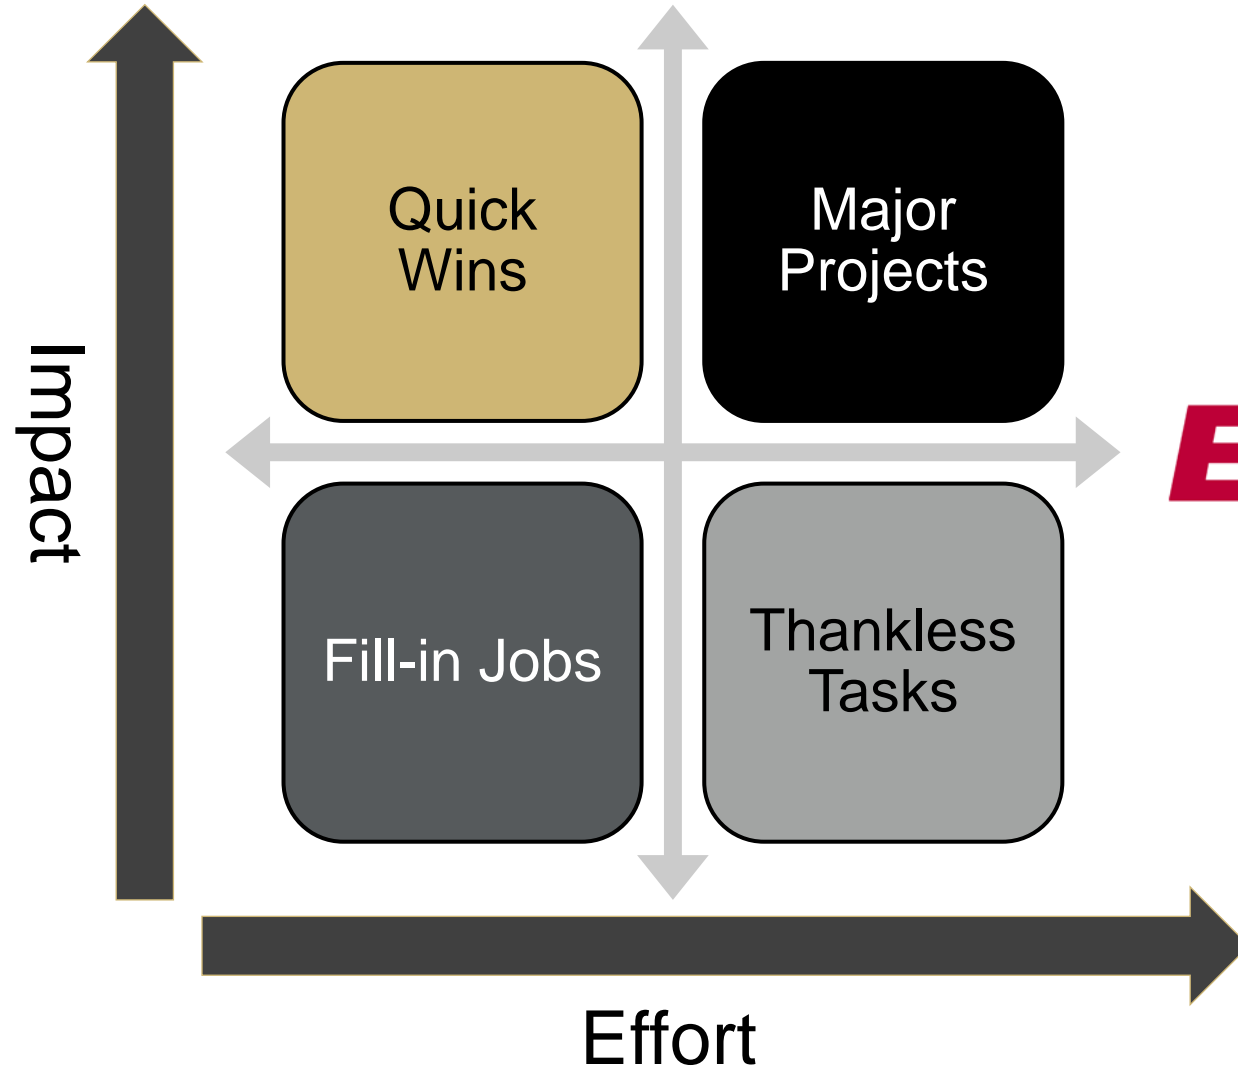 Quick
Wins
Major
Projects
Impact
E
Fill-in Jobs
Thankless
Tasks
Effort